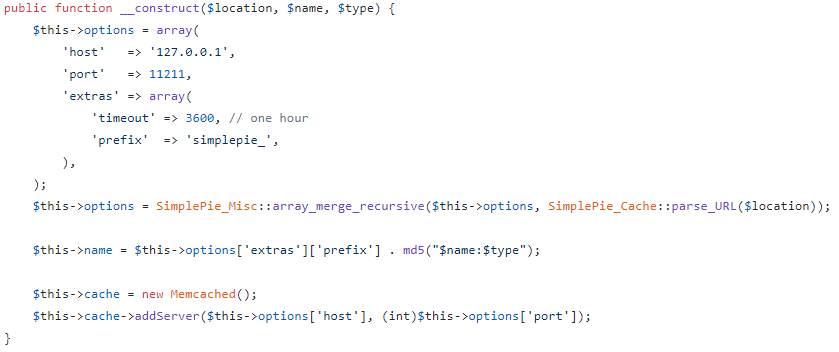 public function __construct($location, $name, $type) {
    $this->options = array(
        'host'   => '127.0.0.1',
        'port'   => 11211,
        'extras' => array(
            'timeout' => 3600, // one hour
            'prefix'  => 'simplepie_',
        ),
    );
    $this->options = SimplePie_Misc::array_merge_recursive($this->options, SimplePie_Cache::parse_URL($location));

    $this->name = $this->options['extras']['prefix'] . md5("$name:$type");

    $this->cache = new Memcached();
    $this->cache->addServer($this->options['host'], (int)$this->options['port']);
}